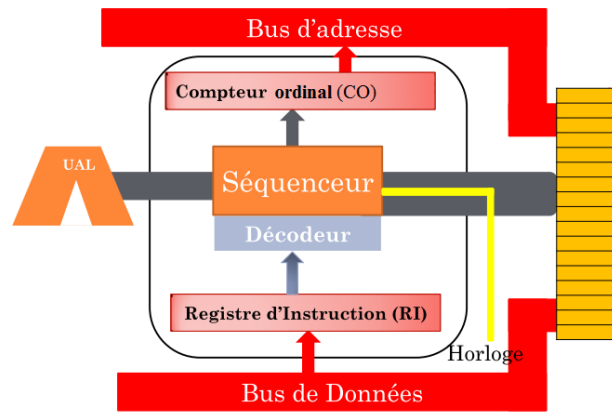 Bus d'adresse
Compteur ordinal (CO)
UAL
Séquenceur
Décodeur
Registre d'Instruction (RI)
Horloge
Bus de Données